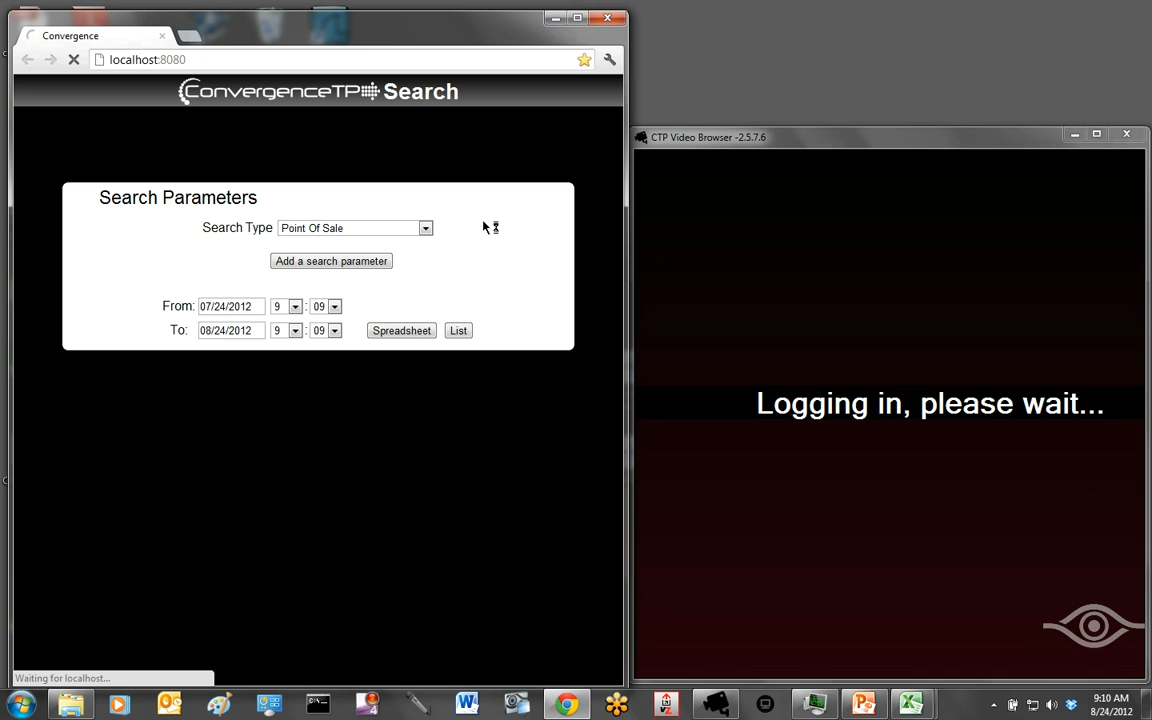 Convergence
localhost:8080
ConvergenceTP Search
Search Parameters
Search Type Point Of Sale
Add a search parameter
From: 07/24/2012 9 : 09
To: 08/24/2012 9 : 09 Spreadsheet List
Waiting for localhost...
CTP Video Browser -2.5.7.6
Logging in, please wait...
9:10 AM
8/24/2012